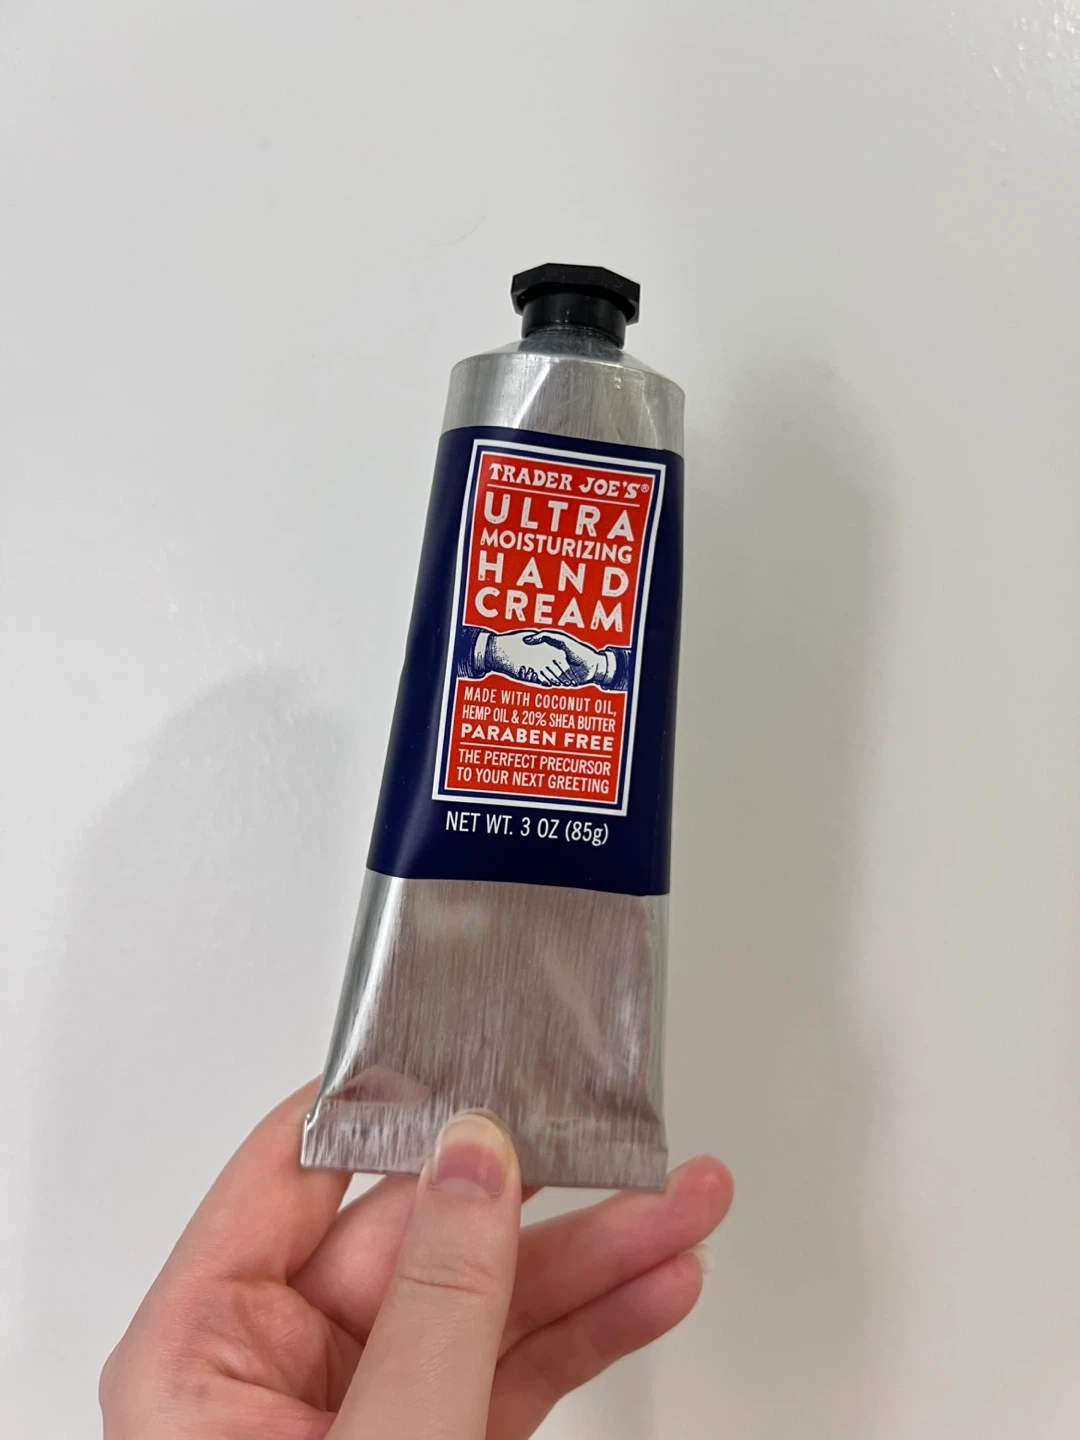 TRADER JOE'S®
ULTRA
MOISTURIZING
HAND
CREAM
MADE WITH COCONUT OIL,
HEMP OIL & 20% SHEA BUTTER
PARABEN FREE
THE PERFECT PRECURSOR
TO YOUR NEXT GREETING
NET WT. 3 OZ (85g)